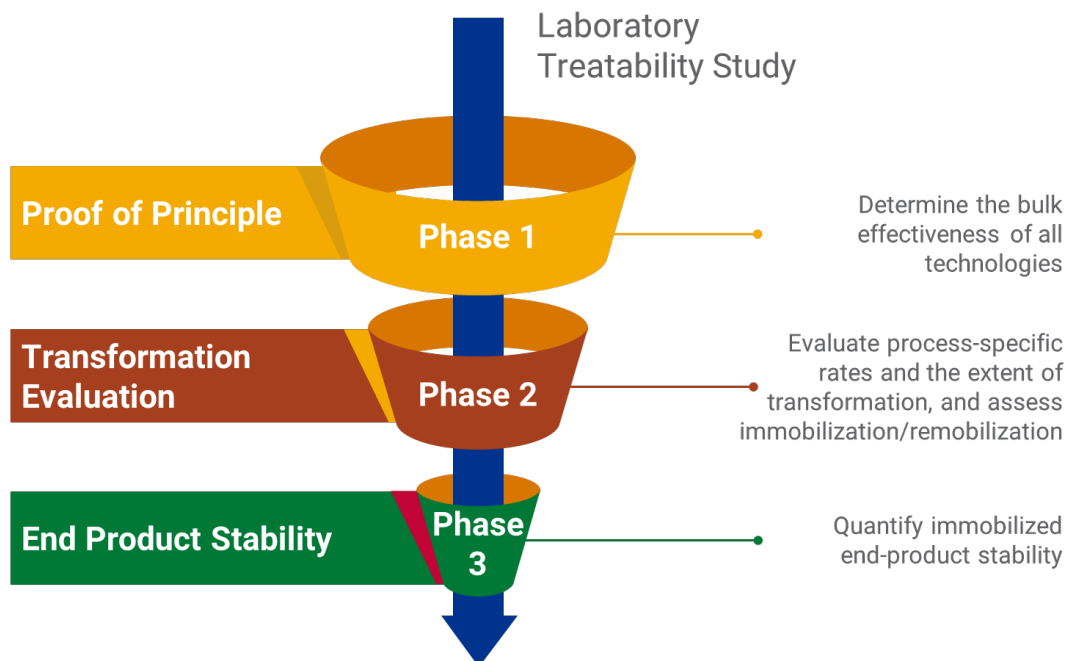 Laboratory
Treatability Study
Proof of Principle
Phase 1
Determine the bulk
effectiveness of all
technologies
Transformation
Evaluation
Phase 2
Evaluate process-specific
rates and the extent of
transformation, and assess
immobilization/remobilization
End Product Stability
Phase
3
Quantify immobilized
end-product stability